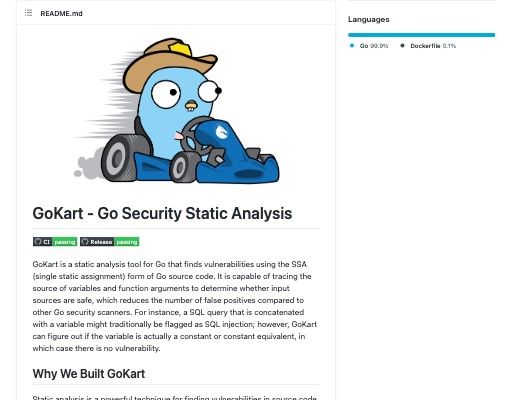 README.md
Languages
Go 99.9%
Dockerfile 0.1%
GoKart - Go Security Static Analysis
CI passing
Release passing
GoKart is a static analysis tool for Go that finds vulnerabilities using the SSA
(single static assignment) form of Go source code. It is capable of tracing the
source of variables and function arguments to determine whether input
sources are safe, which reduces the number of false positives compared to
other Go security scanners. For instance, a SQL query that is concatenated
with a variable might traditionally be flagged as SQL injection; however, GoKart
can figure out if the variable is actually a constant or constant equivalent, in
which case there is no vulnerability.
Why We Built GoKart
Static analysis is a powerful technique for finding vulnerabilities in source code.